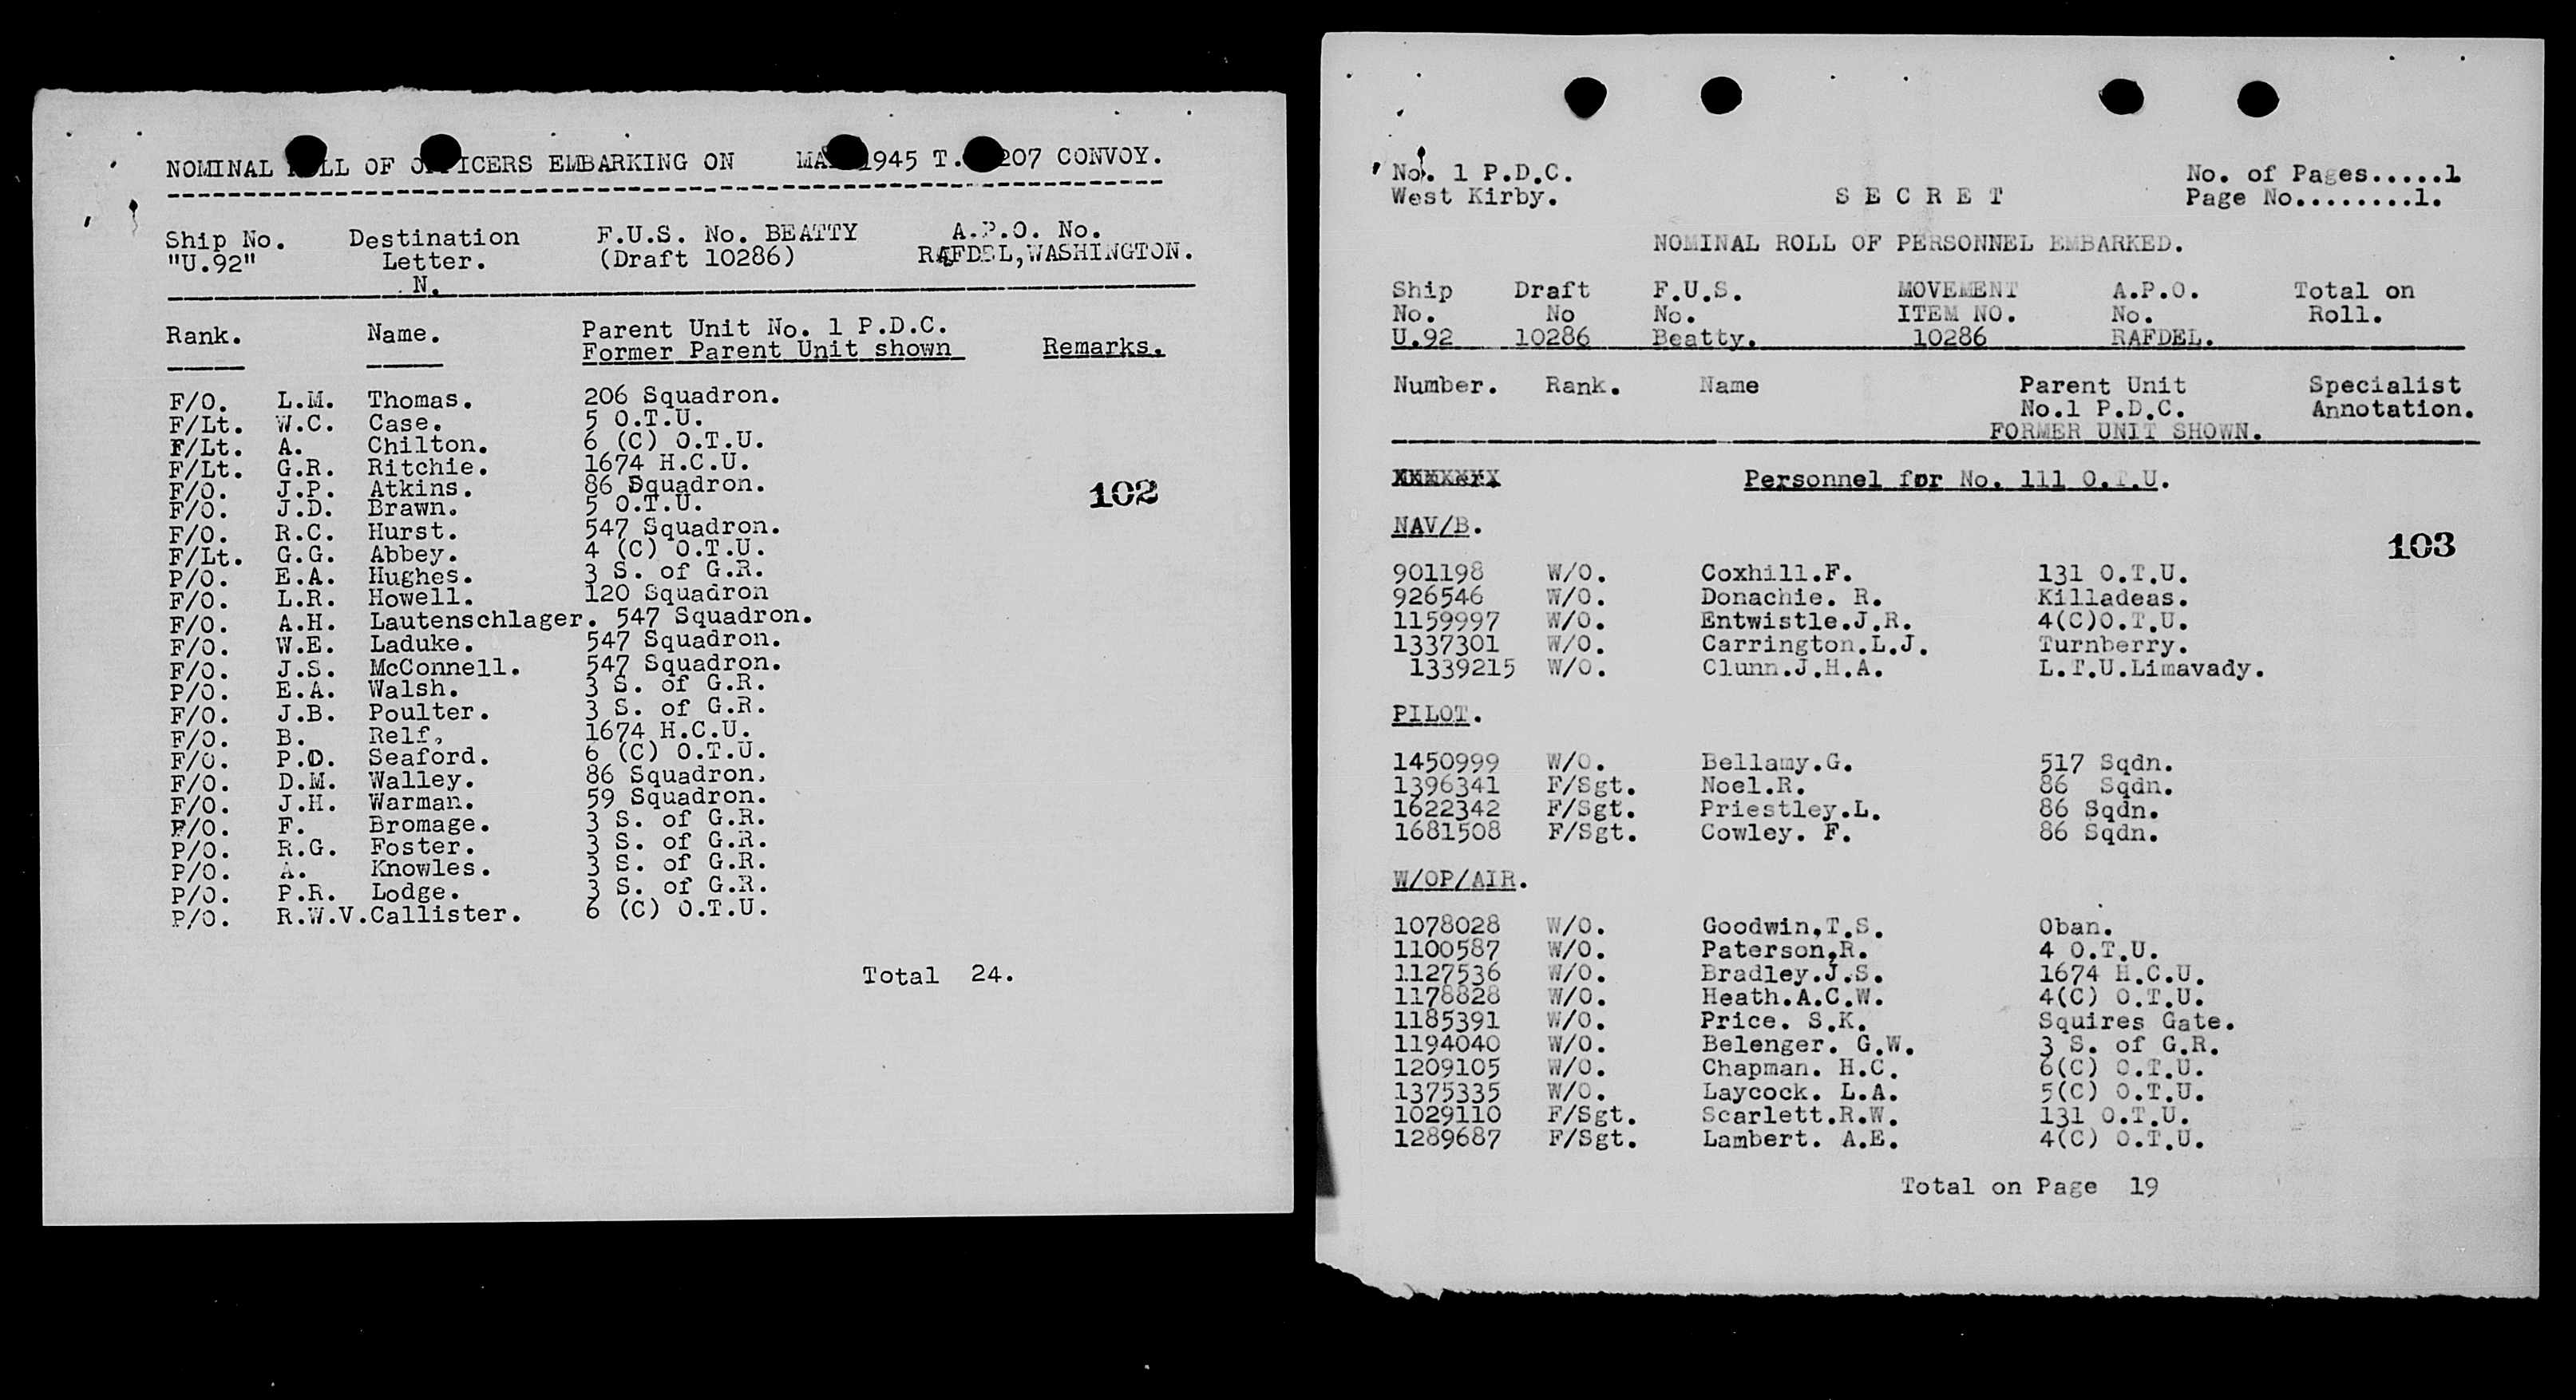 NOMINAL LL OF O ICERS EMBARKING ON MA 1945 T. 207 CONVOY.
Ship No. Destination F.U.S. No. BEATTY A.P.O. No.
"U.92" Letter. (Draft 10286) RAFDEL,WASHINGTON.
N.
Rank. Name. Parent Unit No. 1 P.D.C.
Former Parent Unit shown Remarks.
F/O. L.M. Thomas. 206 Squadron.
F/Lt. W.C. Case. 5 O.T.U.
F/Lt. A. Chilton. 6 (C) O.T.U.
F/Lt. G.R. Ritchie. 1674 H.C.U.
F/O. J.P. Atkins. 86 Squadron.
F/O. J.D. Brawn. 5 O.T.U.
102
F/O. R.C. Hurst. 547 Squadron.
F/Lt. G.G. Abbey. 4 (C) O.T.U.
P/O. E.A. Hughes. 3 S. of G.R.
F/O. L.R. Howell. 120 Squadron
F/O. A.H. Lautenschlager. 547 Squadron.
F/O. W.E. Laduke. 547 Squadron.
F/O. J.S. McConnell. 547 Squadron.
P/O. E.A. Walsh. 3 S. of G.R.
F/O. J.B. Poulter. 3 S. of G.R.
F/O. B. Relf, 1674 H.C.U.
F/O. P.D. Seaford. 6 (C) O.T.U.
F/O. D.M. Walley. 86 Squadron.
F/O. J.H. Warman. 59 Squadron.
P/O. F. Bromage. 3 S. of G.R.
P/O. R.G. Foster. 3 S. of G.R.
P/O. A. Knowles. 3 S. of G.R.
P/O. P.R. Lodge. 3 S. of G.R.
P/O. R.W.V.Callister. 6 (C) O.T.U.
Total 24.
No. 1 P.D.C. No. of Pages.....1
West Kirby. S E C R E T Page No........1.
NOMINAL ROLL OF PERSONNEL EMBARKED.
Ship Draft F.U.S. MOVEMENT A.P.O. Total on
No. No No. ITEM NO. No. Roll.
U.92 10286 Beatty. 10286 RAFDEL.
Number. Rank. Name Parent Unit Specialist
No.1 P.D.C. Annotation.
FORMER UNIT SHOWN.
Personnel for No. 111 O.T.U.
NAV/B.
103
901198 W/O. Coxhill.F. 131 O.T.U.
926546 W/O. Donachie. R. Killadeas.
1159997 W/O. Entwistle.J.R. 4(C)O.T.U.
1337301 W/O. Carrington.L.J. Turnberry.
1339215 W/O. Clunn.J.H.A. L.T.U.Limavady.
PILOT.
1450999 W/O. Bellamy.G. 517 Sqdn.
1396341 F/Sgt. Noel.R. 86 Sqdn.
1622342 F/Sgt. Priestley.L. 86 Sqdn.
1681508 F/Sgt. Cowley. F. 86 Sqdn.
W/OP/AIR.
1078028 W/O. Goodwin,T.S. Oban.
1100587 W/O. Paterson,R. 4 O.T.U.
1127536 W/O. Bradley.J.S. 1674 H.C.U.
1178828 W/O. Heath.A.C.W. 4(C) O.T.U.
1185391 W/O. Price. S.K. Squires Gate.
1194040 W/O. Belenger. G.W. 3 S. of G.R.
1209105 W/O. Chapman. H.C. 6(C) O.T.U.
1375335 W/O. Laycock. L.A. 5(C) O.T.U.
1029110 F/Sgt. Scarlett.R.W. 131 O.T.U.
1289687 F/Sgt. Lambert. A.E. 4(C) O.T.U.
Total on Page 19